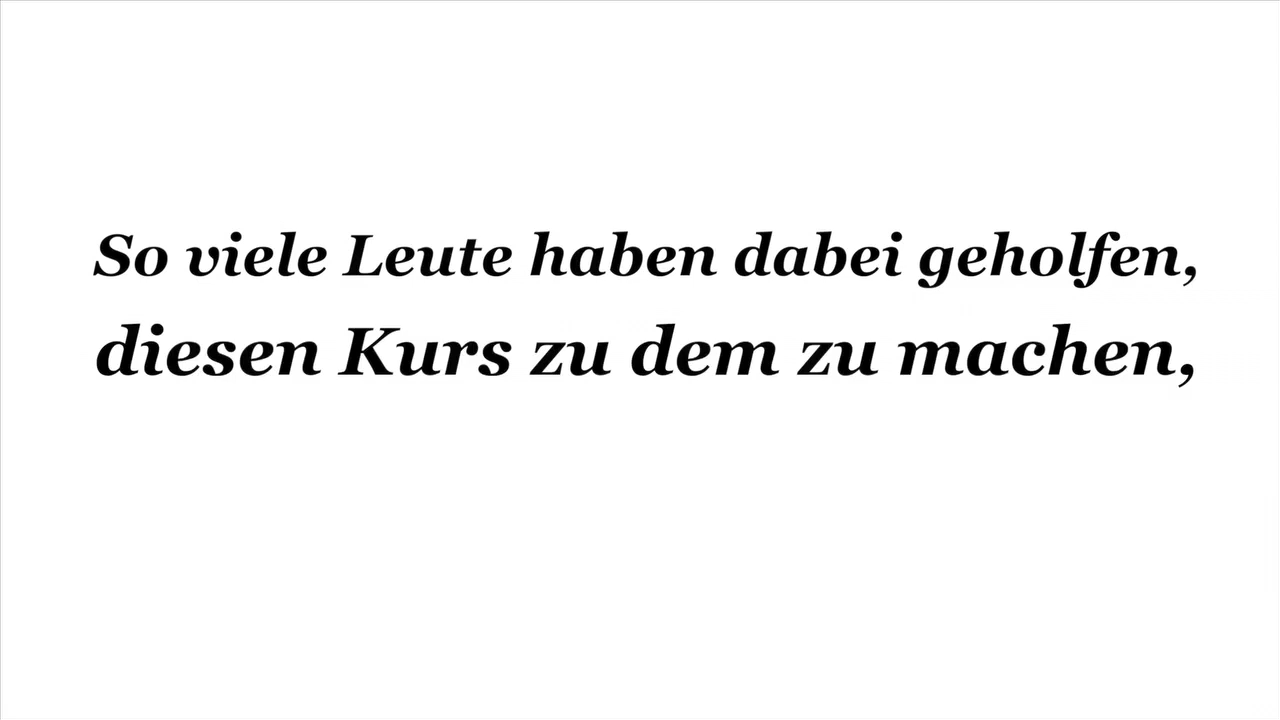 So viele Leute haben dabei geholfen,
diesen Kurs zu dem zu machen,